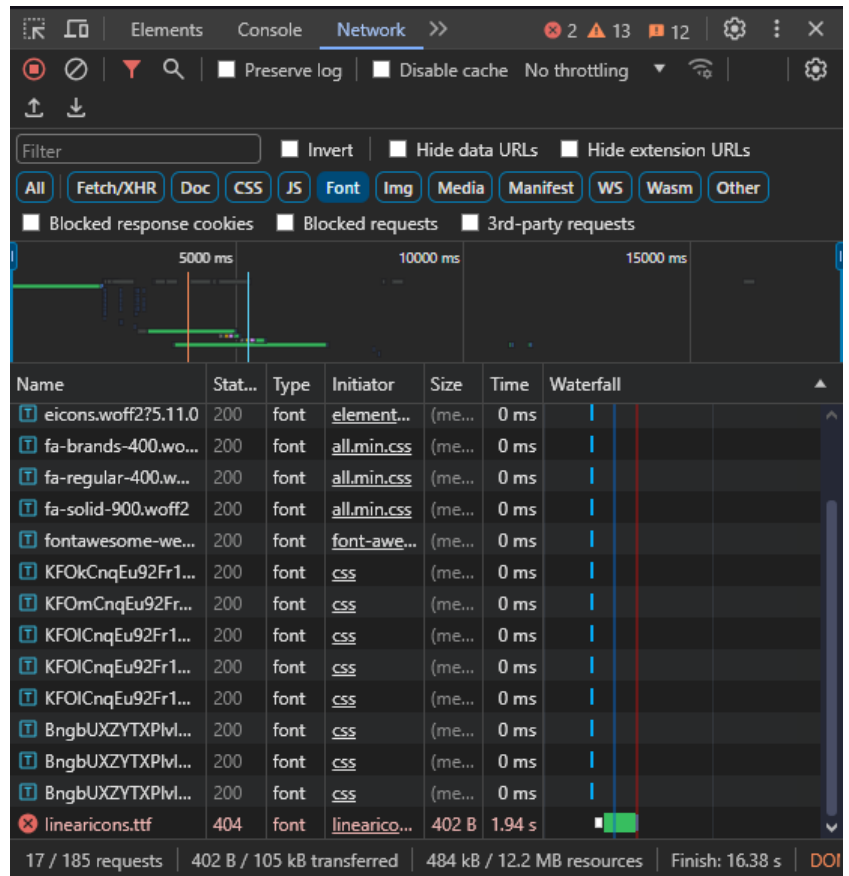 Elements Console Network 2 13 12
Preserve log Disable cache No throttling
Filter Invert Hide data URLs Hide extension URLs
All Fetch/XHR Doc CSS JS Font Img Media Manifest WS Wasm Other
Blocked response cookies Blocked requests 3rd-party requests
5000 ms 10000 ms 15000 ms
Name Stat... Type Initiator Size Time Waterfall
eicons.woff2?5.11.0 200 font element... (me... 0 ms
fa-brands-400.wo... 200 font all.min.css (me... 0 ms
fa-regular-400.w... 200 font all.min.css (me... 0 ms
fa-solid-900.woff2 200 font all.min.css (me... 0 ms
fontawesome-we... 200 font font-awe... (me... 0 ms
KFOkCnqEu92Fr1... 200 font css (me... 0 ms
KFOmCnqEu92Fr... 200 font css (me... 0 ms
KFOlCnqEu92Fr1... 200 font css (me... 0 ms
KFOlCnqEu92Fr1... 200 font css (me... 0 ms
KFOlCnqEu92Fr1... 200 font css (me... 0 ms
BngbUXZYTXPlvl... 200 font css (me... 0 ms
BngbUXZYTXPlvl... 200 font css (me... 0 ms
BngbUXZYTXPlvl... 200 font css (me... 0 ms
linearicons.ttf 404 font linearico... 402 B 1.94 s
17 / 185 requests 402 B / 105 kB transferred 484 kB / 12.2 MB resources Finish: 16.38 s